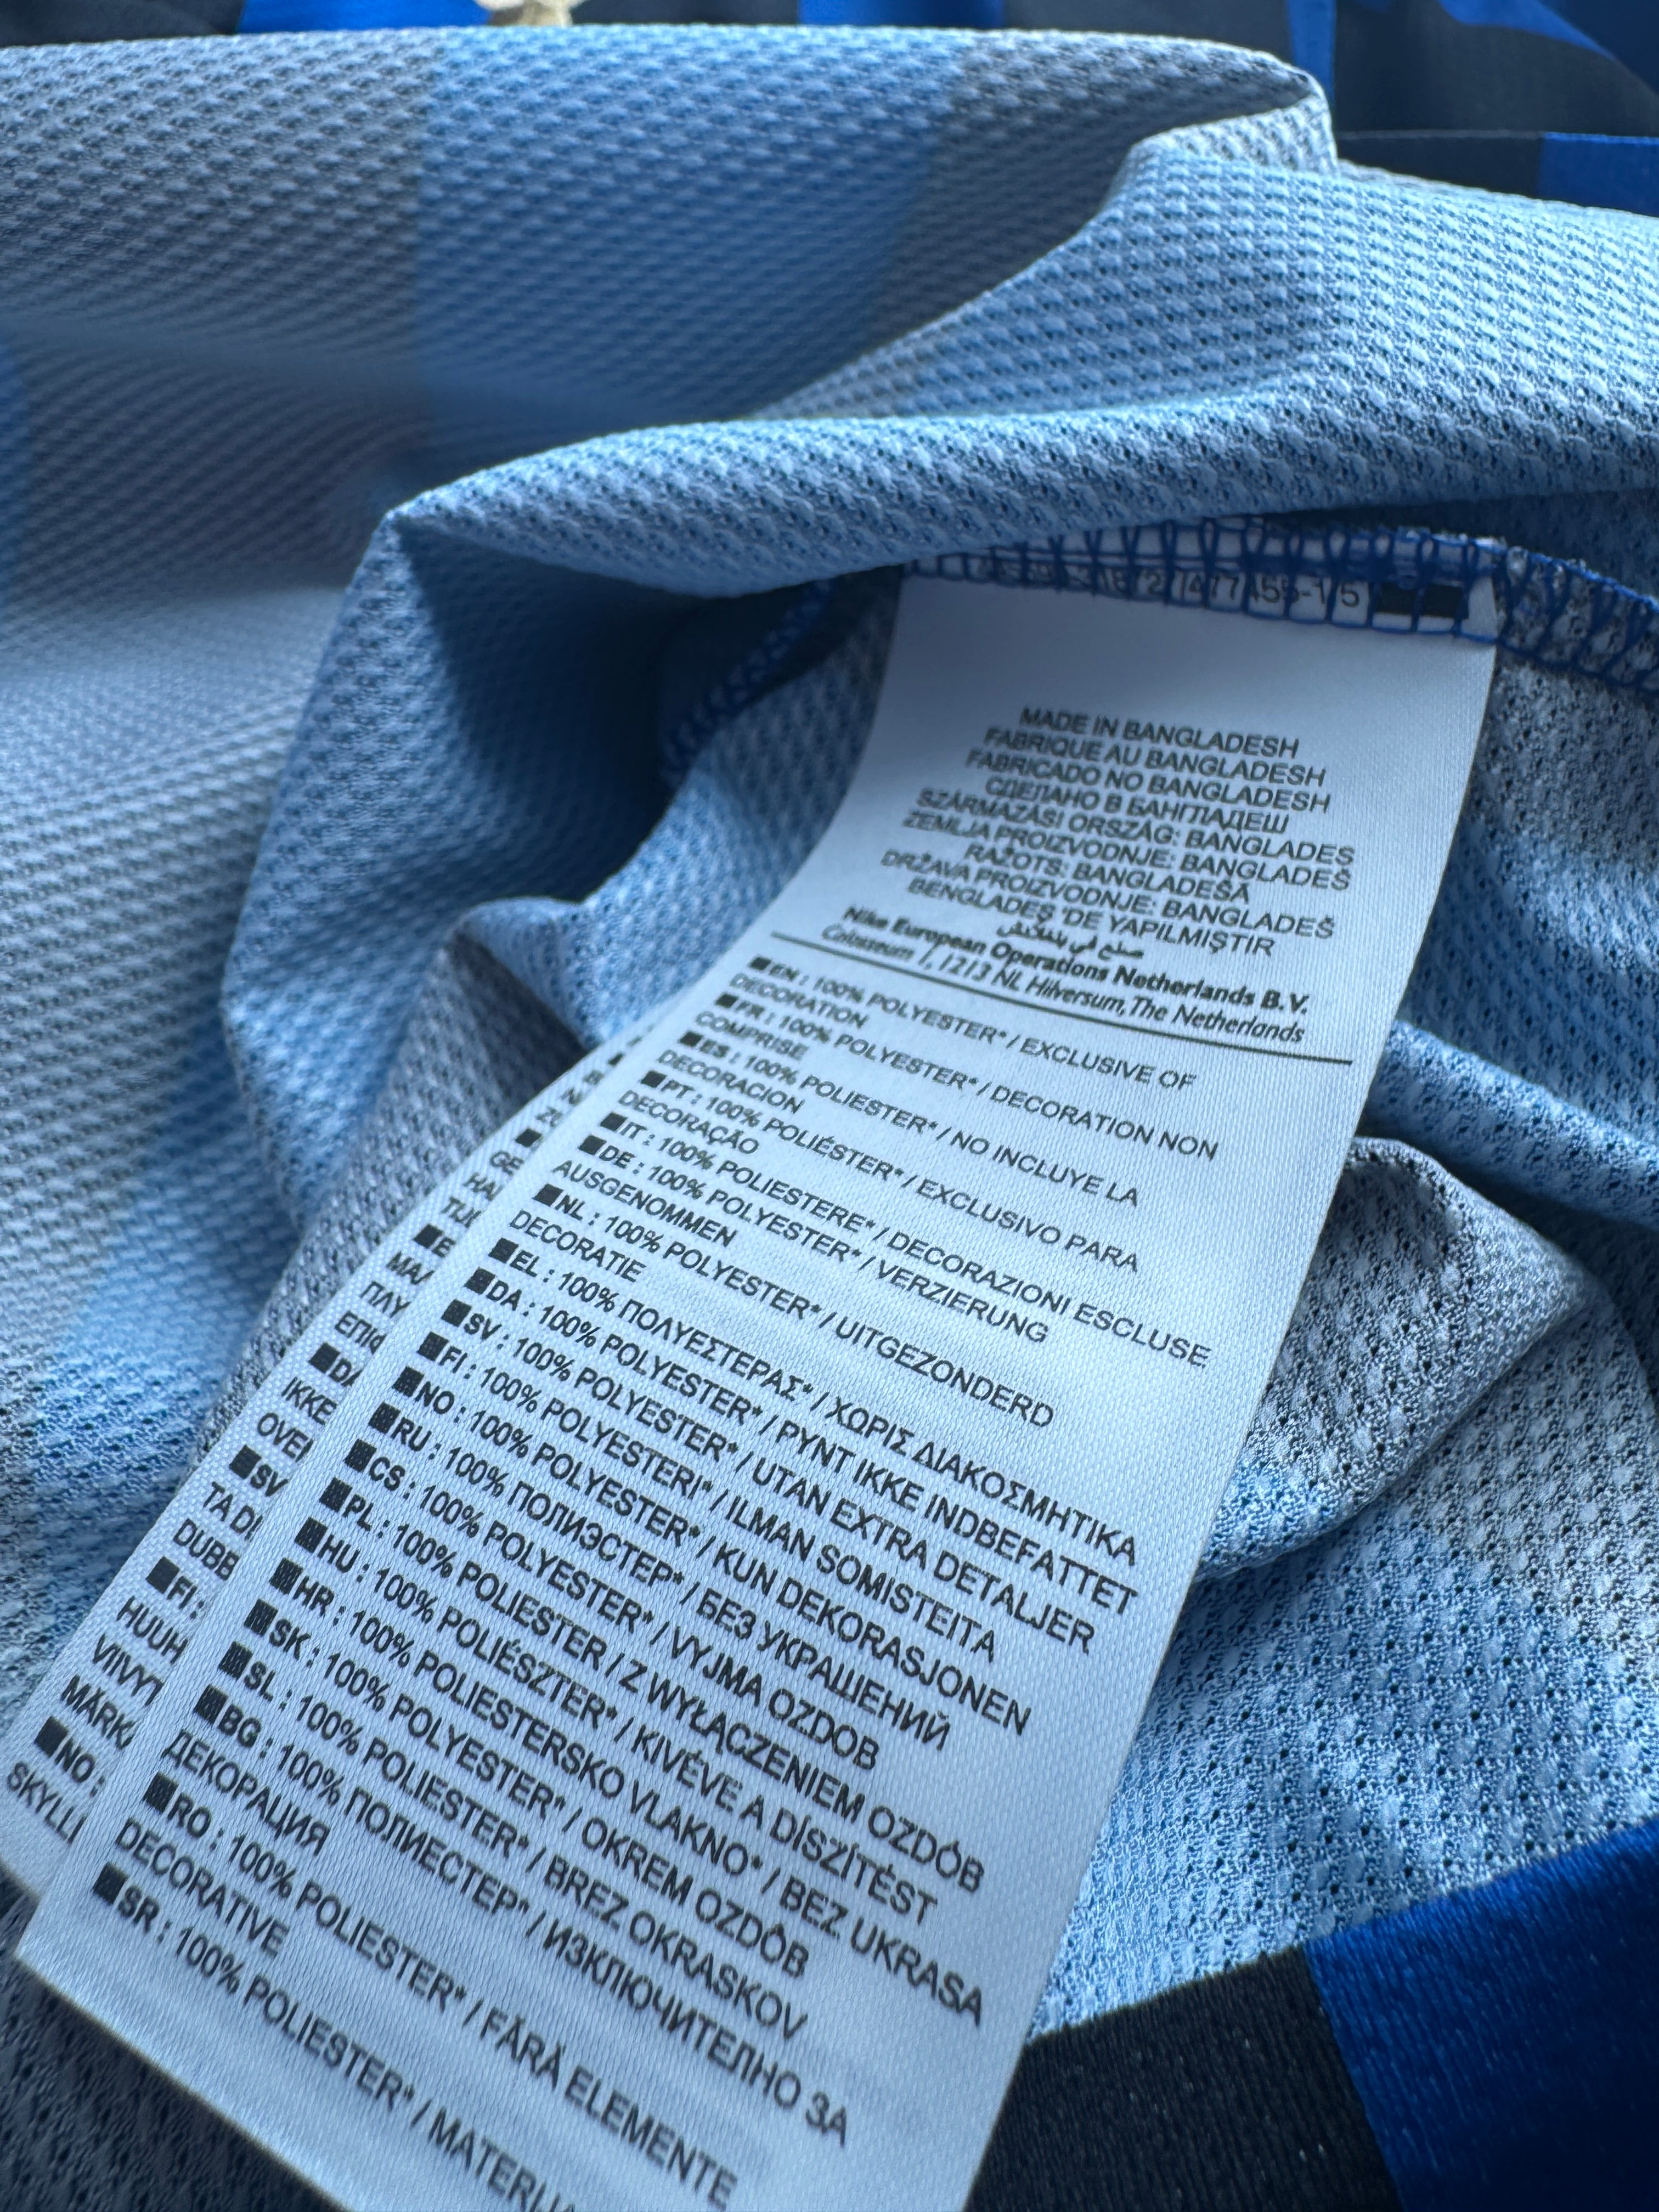 MADE IN BANGLADESH
FABRIQUE AU BANGLADESH
FABRICADO NO BANGLADESH
СДЕЛАНО В БАНГЛАДЕШ
SZÁRMAZÁSI ORSZÁG: BANGLADES
ZEMLJA PROIZVODNJE: BANGLADEŠ
RAŽOTS: BANGLADEŠĀ
DRŽAVA PROIZVODNJE: BANGLADEŠ
BENGLADEŞ 'DE YAPILMIŞTIR
صنع في بنغلاديش
Nike European Operations Netherlands B.V.
Colosseum 1, 1213 NL Hilversum, The Netherlands
EN : 100% POLYESTER* / EXCLUSIVE OF
DECORATION
FR : 100% POLYESTER* / DECORATION NON
COMPRISE
ES : 100% POLIESTER* / NO INCLUYE LA
DECORACION
PT : 100% POLIÉSTER* / EXCLUSIVO PARA
DECORAÇÃO
IT : 100% POLIESTERE* / DECORAZIONI ESCLUSE
DE : 100% POLYESTER* / VERZIERUNG
AUSGENOMMEN
NL : 100% POLYESTER* / UITGEZONDERD
DECORATIE
EL : 100% ΠΟΛΥΕΣΤΕΡΑΣ* / ΧΩΡΙΣ ΔΙΑΚΟΣΜΗΤΙΚΑ
DA : 100% POLYESTER* / PYNT IKKE INDBEFATTET
SV : 100% POLYESTER* / UTAN EXTRA DETALJER
FI : 100% POLYESTERI* / ILMAN SOMISTEITA
NO : 100% POLYESTER* / KUN DEKORASJONEN
RU : 100% ПОЛИЭСТЕР* / БЕЗ УКРАШЕНИЙ
CS : 100% POLYESTER* / VYJMA OZDOB
PL : 100% POLIESTER / Z WYŁĄCZENIEM OZDÓB
HU : 100% POLIÉSZTER* / KIVÉVE A DÍSZÍTÉST
HR : 100% POLIESTERSKO VLAKNO* / BEZ UKRASA
SK : 100% POLYESTER* / OKREM OZDÔB
SL : 100% POLIESTER* / BREZ OKRASKOV
BG : 100% ПОЛИЕСТЕР* / ИЗКЛЮЧИТЕЛНО ЗА
ДЕКОРАЦИЯ
RO : 100% POLIESTER* / FĂRĂ ELEMENTE
DECORATIVE
SR : 100% POLIESTER* / MATERIJA